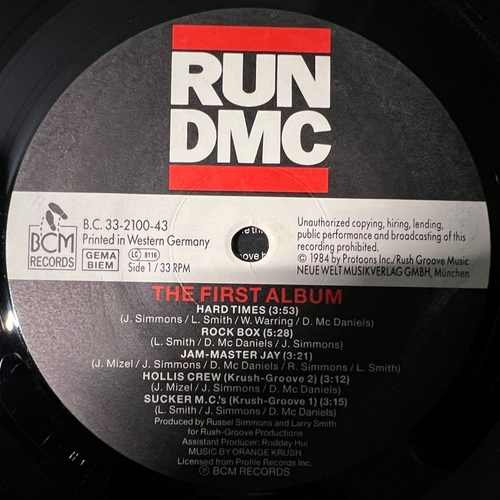 RUN
DMC
BCM
RECORDS
B.C. 33-2100-43
Printed in Western Germany
GEMA
BIEM
LC 8116
Side 1 / 33 RPM
Unauthorized copying, hiring, lending,
public performance and broadcasting of this
recording prohibited.
© 1984 by Protoons Inc./Rush Groove Music
NEUE WELT MUSIKVERLAG GMBH, München
THE FIRST ALBUM
HARD TIMES (3:53)
(J. Simmons/L. Smith/W. Warring/D. Mc Daniels)
ROCK BOX (5:28)
(L. Smith/D. Mc Daniels/J. Simmons)
JAM-MASTER JAY (3:21)
(J. Mizel/J. Simmons/D. Mc Daniels/R. Simmons/L. Smith)
HOLLIS CREW (Krush-Groove 2) (3:12)
(J. Mizel/J. Simmons/D. Mc Daniels)
SUCKER M.C.'s (Krush-Groove 1) (3:15)
(L. Smith/J. Simmons/D. Mc Daniels)
Produced by Russel Simmons and Larry Smith
for Rush-Groove Productions
Assistant Producer: Roddey Hui
MUSIC BY ORANGE KRUSH
Licensed from Profile Records Inc.
Ⓟ BCM RECORDS